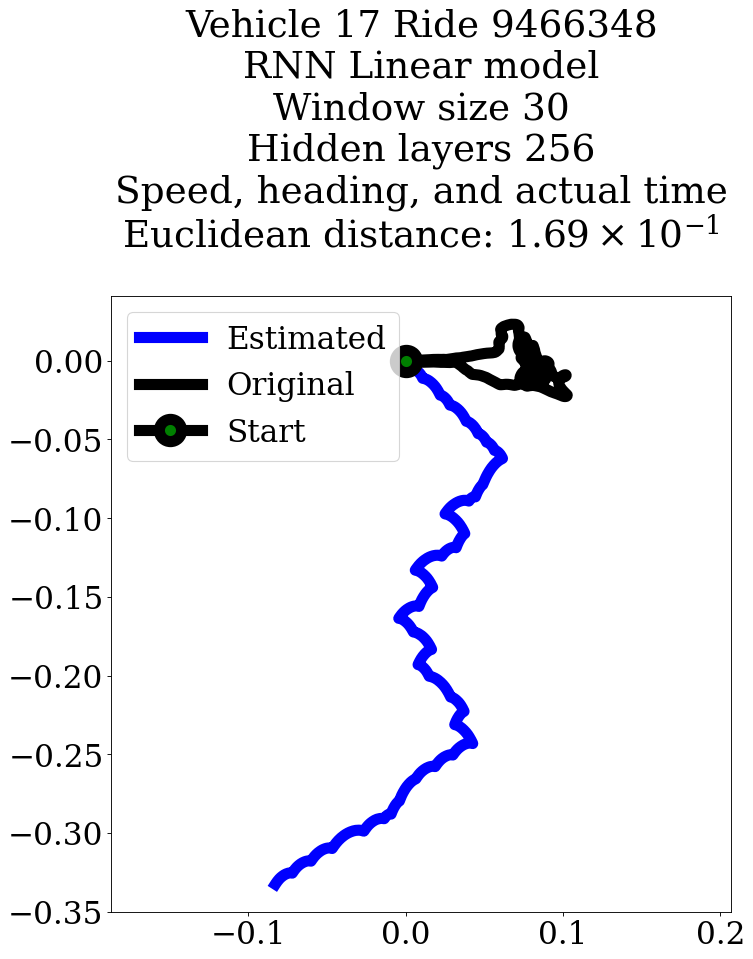 Vehicle 17 Ride 9466348
RNN Linear model
Window size 30
Hidden layers 256
Speed, heading, and actual time
Euclidean distance: 1.69 × 10⁻¹
Estimated
Original
Start
0.00
−0.05
−0.10
−0.15
−0.20
−0.25
−0.30
−0.35
−0.1
0.0
0.1
0.2